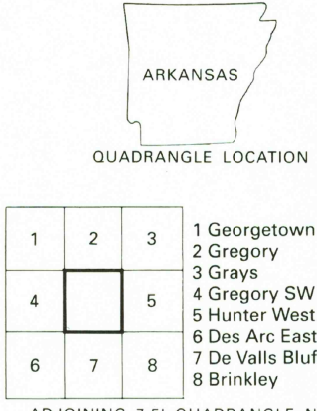 ARKANSAS
QUADRANGLE LOCATION
1 2 3
4 5
6 7 8
1 Georgetown
2 Gregory
3 Grays
4 Gregory SW
5 Hunter West
6 Des Arc East
7 De Valls Bluf
8 Brinkley